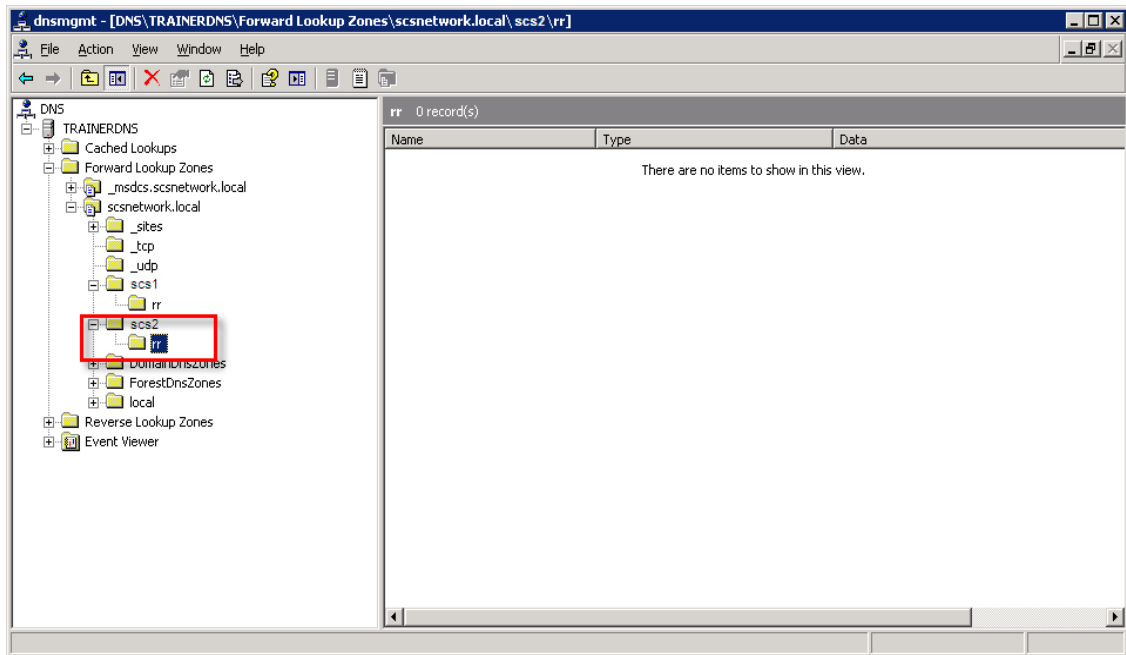 dnsmgmt - [DNS\TRAINERDNS\Forward Lookup Zones\scsnetwork.local\scs2\rr]
File Action View Window Help
DNS
TRAINERDNS
Cached Lookups
Forward Lookup Zones
_msdcs.scsnetwork.local
scsnetwork.local
_sites
_tcp
_udp
scs1
rr
scs2
rr
DomainDnsZones
ForestDnsZones
local
Reverse Lookup Zones
Event Viewer
rr 0 record(s)
Name Type Data
There are no items to show in this view.